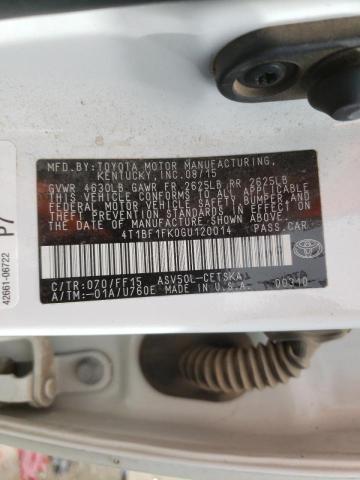 MFD.BY:TOYOTA MOTOR MANUFACTURING,
KENTUCKY, INC. 08/15
GVWR 4630LB GAWR FR 2625LB RR 2625LB
THIS VEHICLE CONFORMS TO ALL APPLICABLE
FEDERAL MOTOR VEHICLE SAFETY, BUMPER, AND
THEFT PREVENTION STANDARDS IN EFFECT ON
THE DATE OF MANUFACTURE SHOWN ABOVE.
4T1BF1FK0GU120014 PASS.CAR
C/TR:070/FF15 ASV50L-CETSKA
A/TM:-01A/U760E MADE IN U.S.A. 00310
TOYOTA
42661-06722
P7